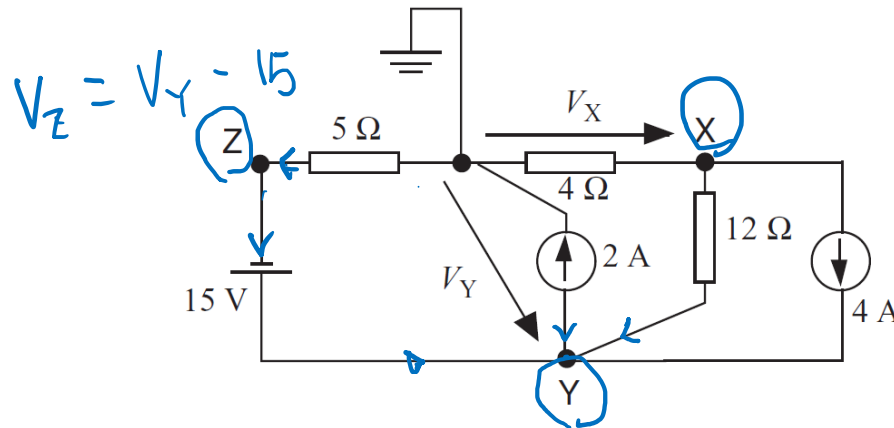 V_Z = V_Y - 15
Z
5 Ω
V_X
X
4 Ω
12 Ω
2 A
V_Y
15 V
4 A
Y